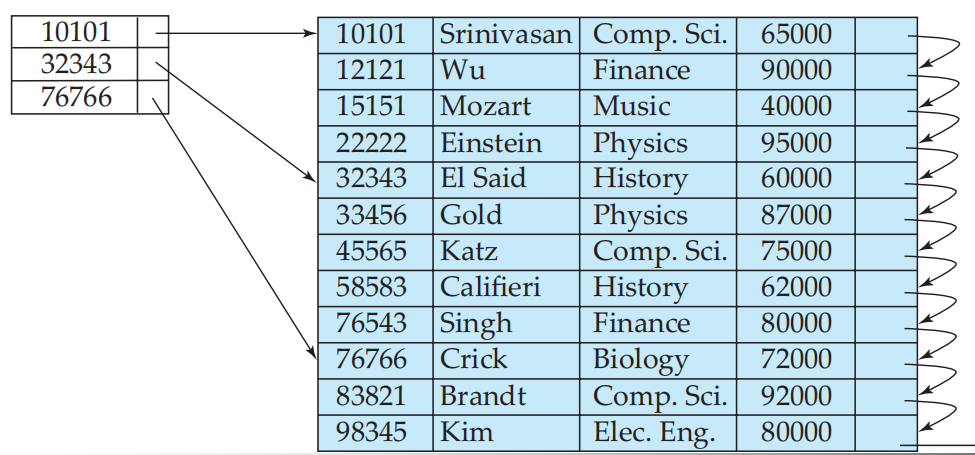 10101
32343
76766
10101 Srinivasan Comp. Sci. 65000
12121 Wu Finance 90000
15151 Mozart Music 40000
22222 Einstein Physics 95000
32343 El Said History 60000
33456 Gold Physics 87000
45565 Katz Comp. Sci. 75000
58583 Califieri History 62000
76543 Singh Finance 80000
76766 Crick Biology 72000
83821 Brandt Comp. Sci. 92000
98345 Kim Elec. Eng. 80000